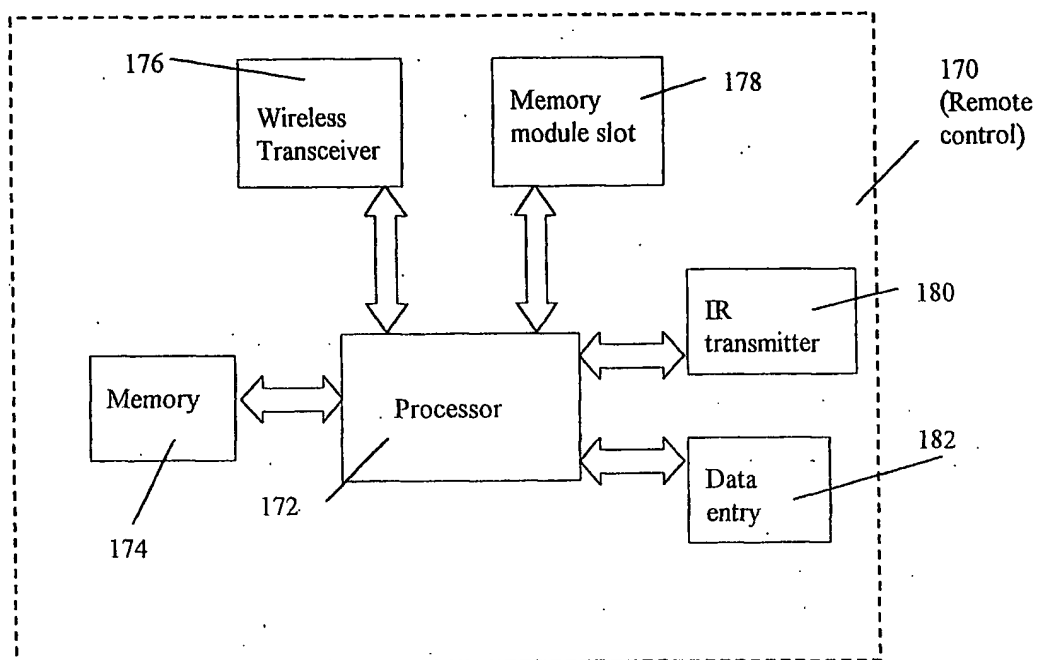 176
Wireless
Transceiver
Memory
module slot
178
170
(Remote
control)
IR
transmitter
180
Memory
Processor
182
Data
entry
172
174